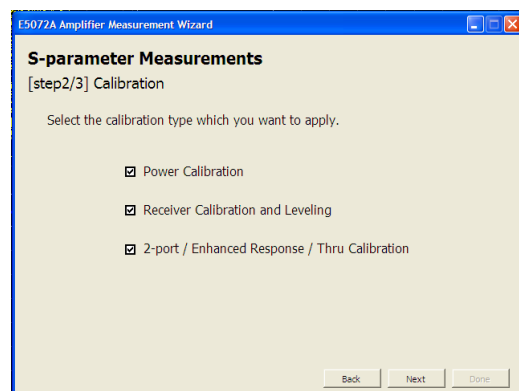 E5072A Amplifier Measurement Wizard
S-parameter Measurements
[step2/3] Calibration
Select the calibration type which you want to apply.
Power Calibration
Receiver Calibration and Leveling
2-port / Enhanced Response / Thru Calibration
Back Next Done